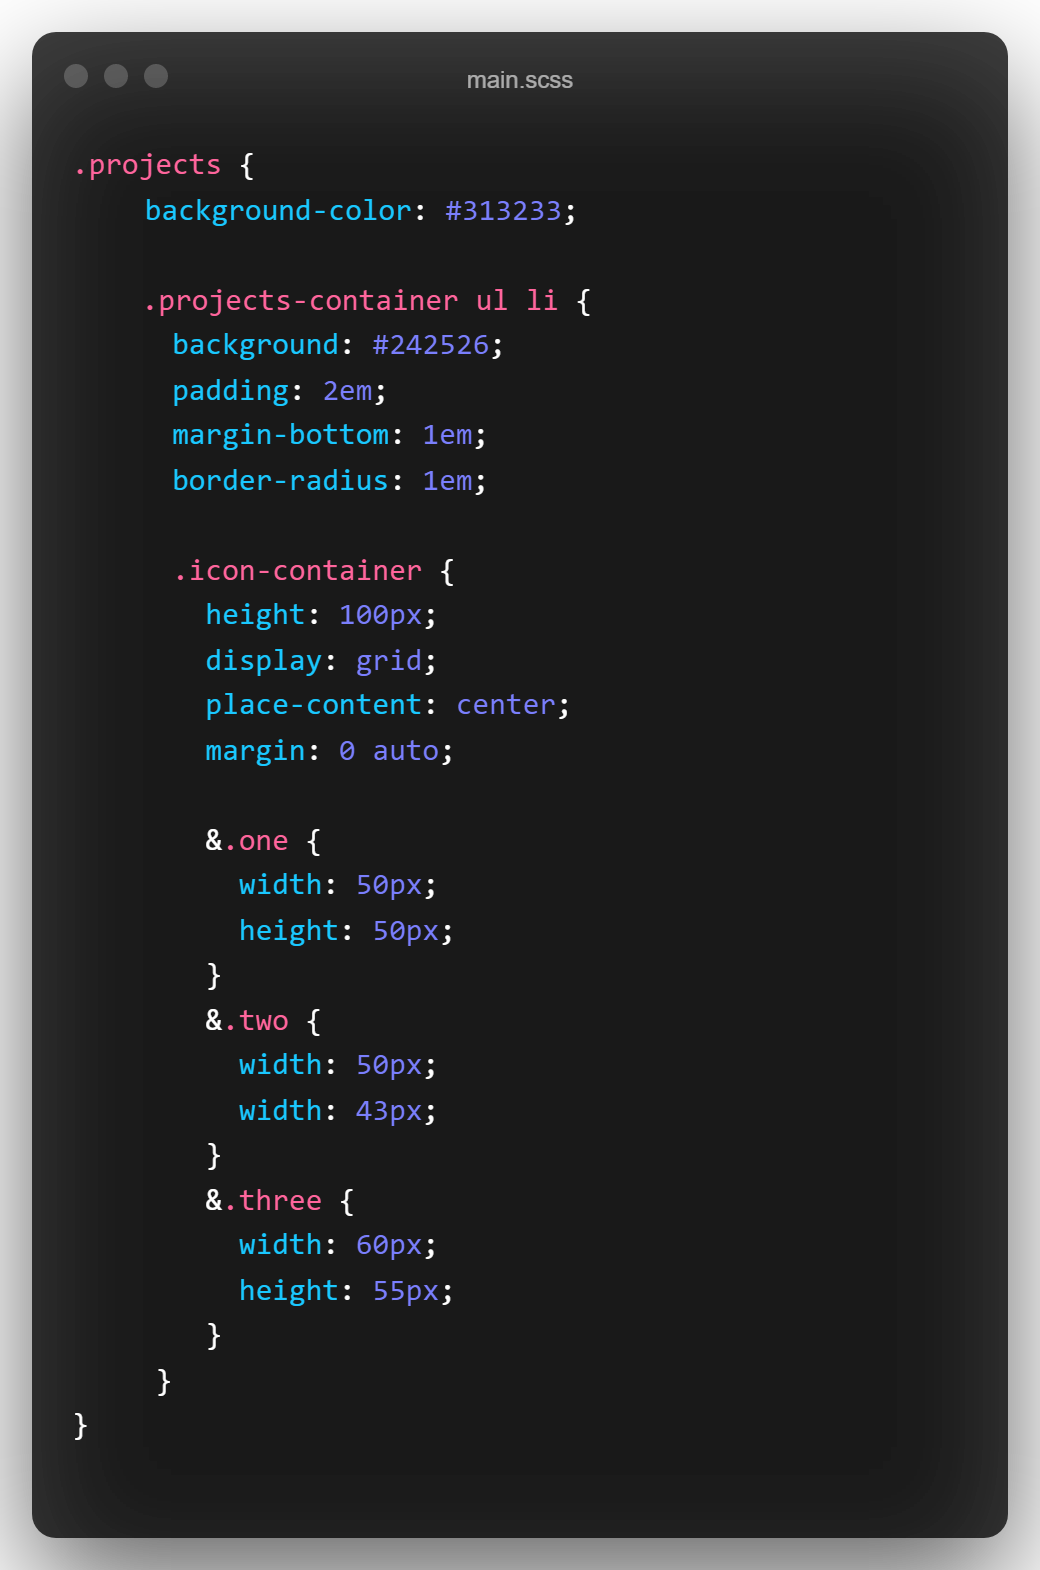 main.scss
.projects {
background-color: #313233;
.projects-container ul li {
background: #242526;
padding: 2em;
margin-bottom: 1em;
border-radius: 1em;
.icon-container {
height: 100px;
display: grid;
place-content: center;
margin: 0 auto;
&.one {
width: 50px;
height: 50px;
}
&.two {
width: 50px;
width: 43px;
}
&.three {
width: 60px;
height: 55px;
}
}
}